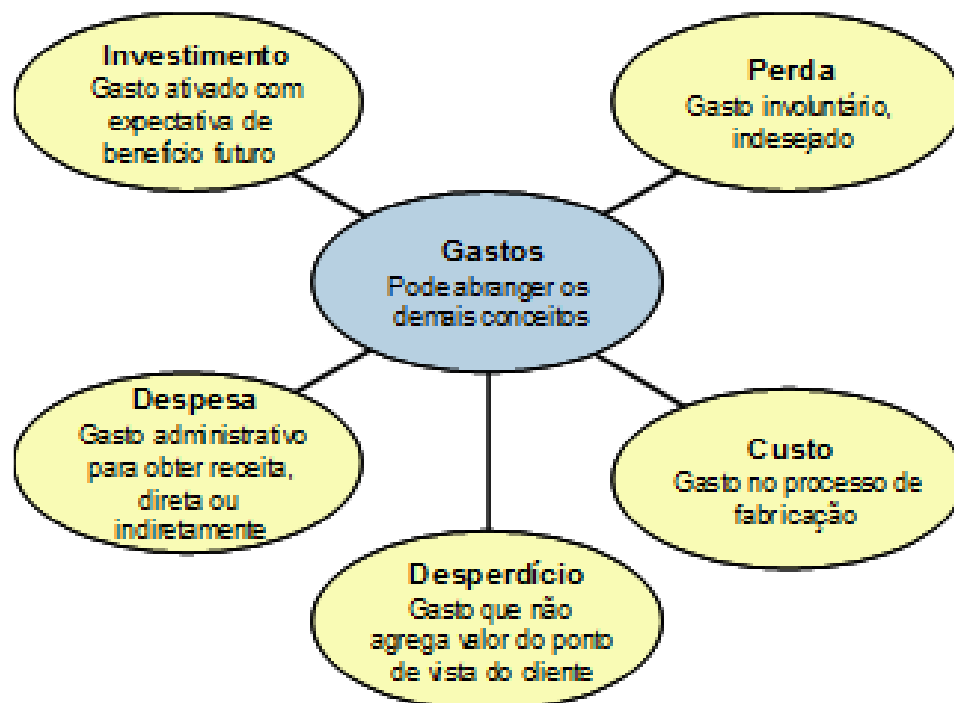 Investimento
Gasto ativado com
expectativa de
benefício futuro
Perda
Gasto involuntário,
indesejado
Gastos
Pode abranger os
demais conceitos
Despesa
Gasto administrativo
para obter receita,
direta ou
indiretamente
Custo
Gasto no processo de
fabricação
Desperdício
Gasto que não
agrega valor do ponto
de vista do cliente